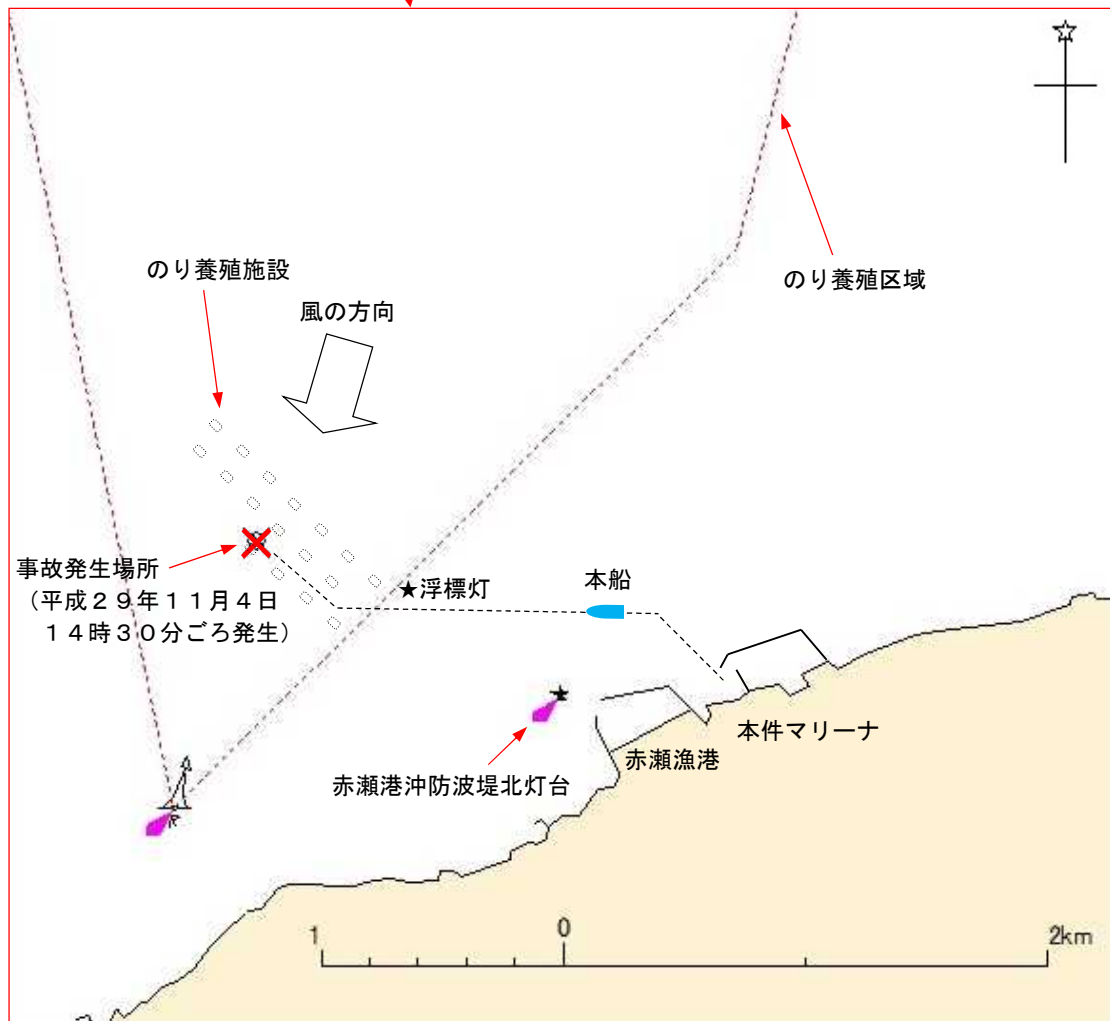 のり養殖施設
のり養殖区域
風の方向
事故発生場所
（平成２９年１１月４日
１４時３０分ごろ発生）
★浮標灯
本船
本件マリーナ
赤瀬漁港
赤瀬港沖防波堤北灯台
R
1
0
2km